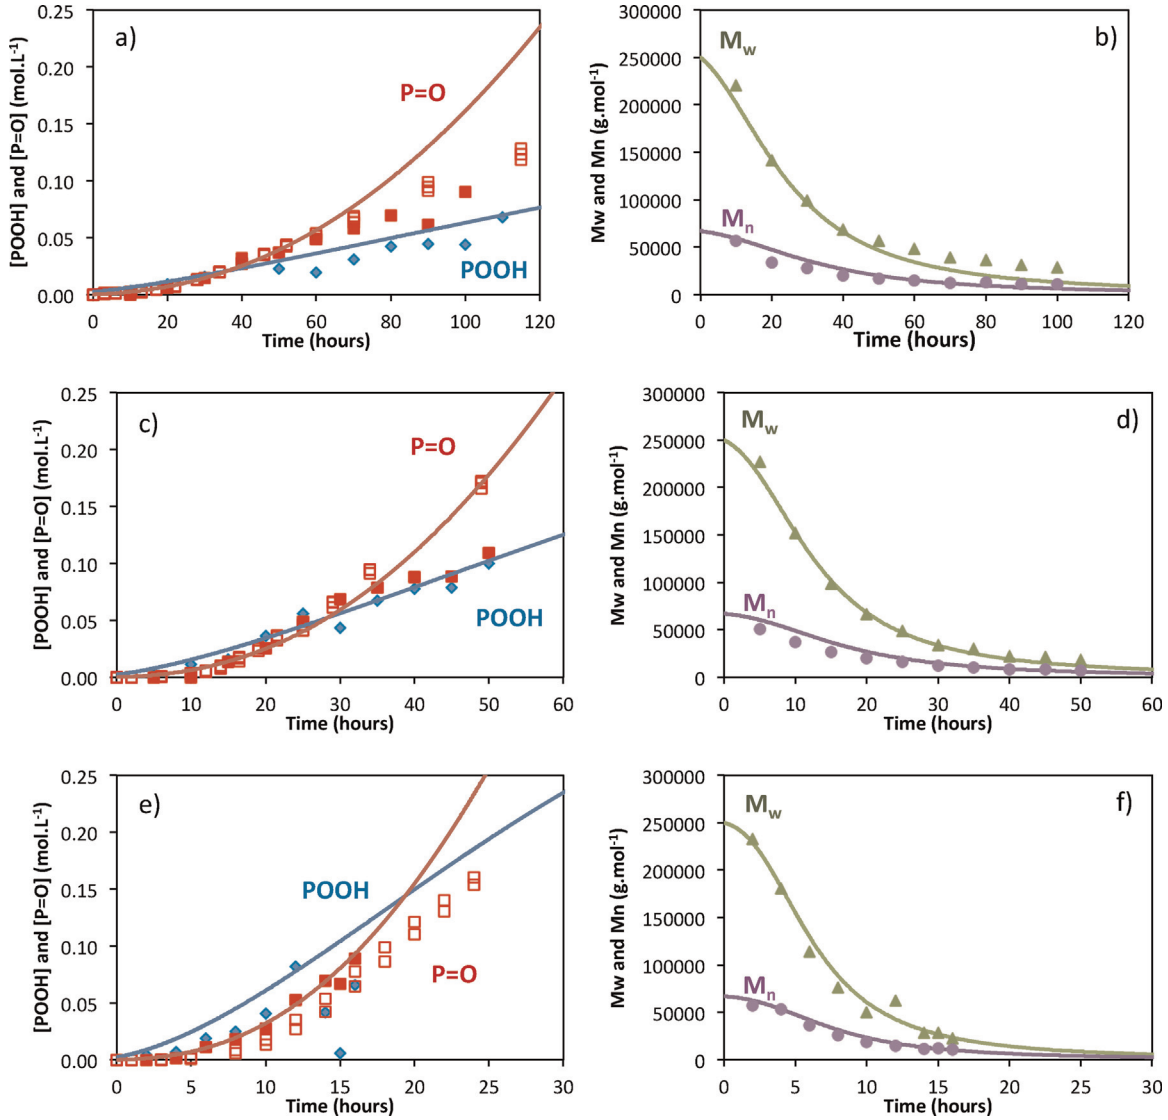 a)
[POOH] and [P=O] (mol.L-1)
0.25
0.20
0.15
0.10
0.05
0.00
P=O
POOH
0 20 40 60 80 100 120
Time (hours)
b)
Mw and Mn (g.mol-1)
300000
250000
200000
150000
100000
50000
0
Mw
Mn
0 20 40 60 80 100 120
Time (hours)
c)
[POOH] and [P=O] (mol.L-1)
0.25
0.20
0.15
0.10
0.05
0.00
P=O
POOH
0 10 20 30 40 50 60
Time (hours)
d)
Mw and Mn (g.mol-1)
300000
250000
200000
150000
100000
50000
0
Mw
Mn
0 10 20 30 40 50 60
Time (hours)
e)
[POOH] and [P=O] (mol.L-1)
0.25
0.20
0.15
0.10
0.05
0.00
POOH
P=O
0 5 10 15 20 25 30
Time (hours)
f)
Mw and Mn (g.mol-1)
300000
250000
200000
150000
100000
50000
0
Mw
Mn
0 5 10 15 20 25 30
Time (hours)